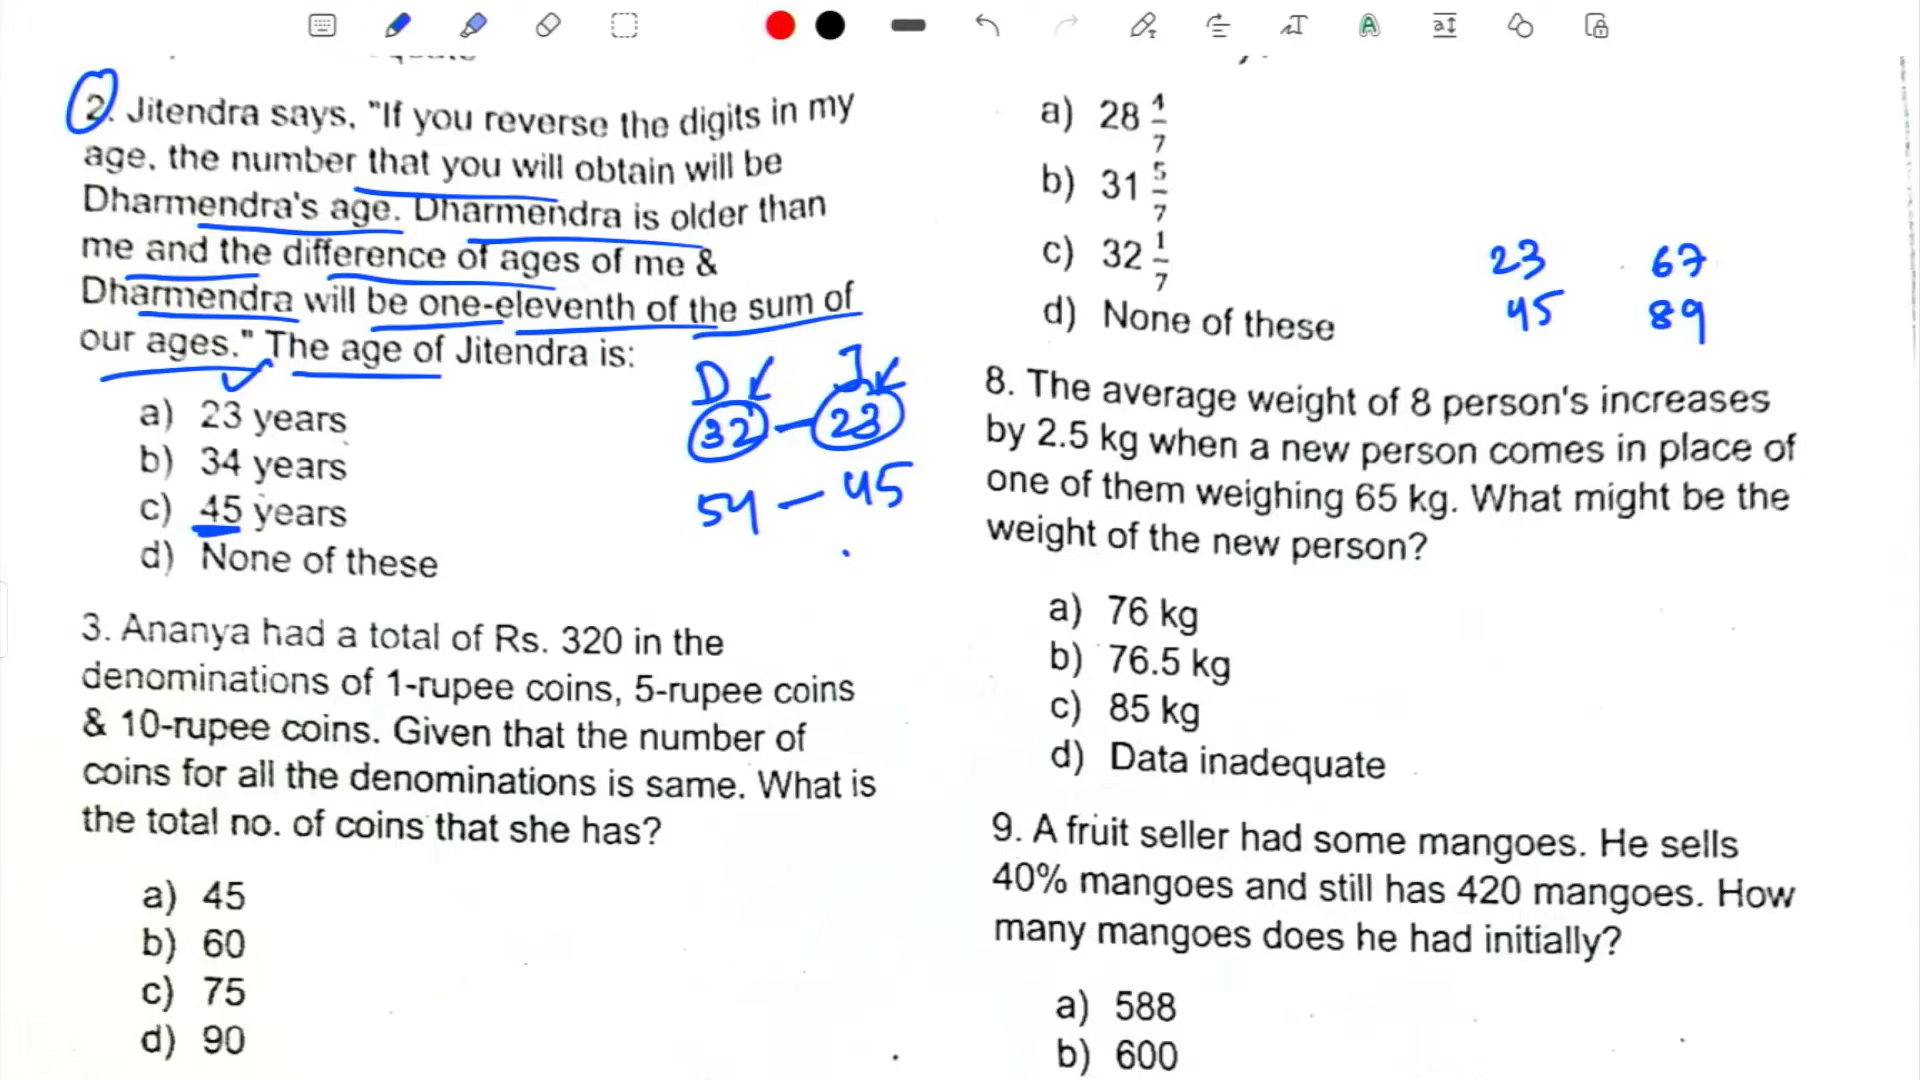 2. Jitendra says, "If you reverse the digits in my
age, the number that you will obtain will be
Dharmendra's age. Dharmendra is older than
me and the difference of ages of me &
Dharmendra will be one-eleventh of the sum of
our ages." The age of Jitendra is:
a) 23 years
b) 34 years
c) 45 years
d) None of these
D J
32 - 23
54 - 45
3. Ananya had a total of Rs. 320 in the
denominations of 1-rupee coins, 5-rupee coins
& 10-rupee coins. Given that the number of
coins for all the denominations is same. What is
the total no. of coins that she has?
a) 45
b) 60
c) 75
d) 90
a) 28 4/7
b) 31 5/7
c) 32 1/7
d) None of these
23 67
45 89
8. The average weight of 8 person's increases
by 2.5 kg when a new person comes in place of
one of them weighing 65 kg. What might be the
weight of the new person?
a) 76 kg
b) 76.5 kg
c) 85 kg
d) Data inadequate
9. A fruit seller had some mangoes. He sells
40% mangoes and still has 420 mangoes. How
many mangoes does he had initially?
a) 588
b) 600